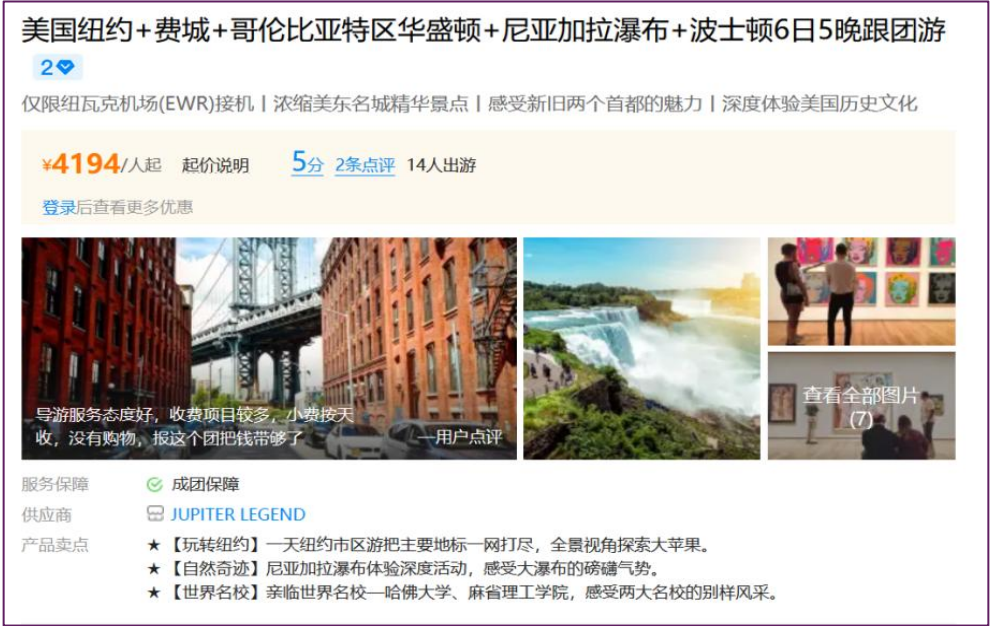 美国纽约+费城+哥伦比亚特区华盛顿+尼亚加拉瀑布+波士顿6日5晚跟团游
2
仅限纽瓦克机场(EWR)接机丨浓缩美东名城精华景点丨感受新旧两个首都的魅力丨深度体验美国历史文化
¥4194/人起 起价说明 5分 2条点评 14人出游
登录后查看更多优惠
导游服务态度好，收费项目较多，小费按天
收，没有购物，报这个团把钱带够了 —用户点评
查看全部图片
(7)
服务保障 成团保障
供应商 JUPITER LEGEND
产品卖点 ★【玩转纽约】一天纽约市区游把主要地标一网打尽，全景视角探索大苹果。
★【自然奇迹】尼亚加拉瀑布体验深度活动，感受大瀑布的磅礴气势。
★【世界名校】亲临世界名校—哈佛大学、麻省理工学院，感受两大名校的别样风采。